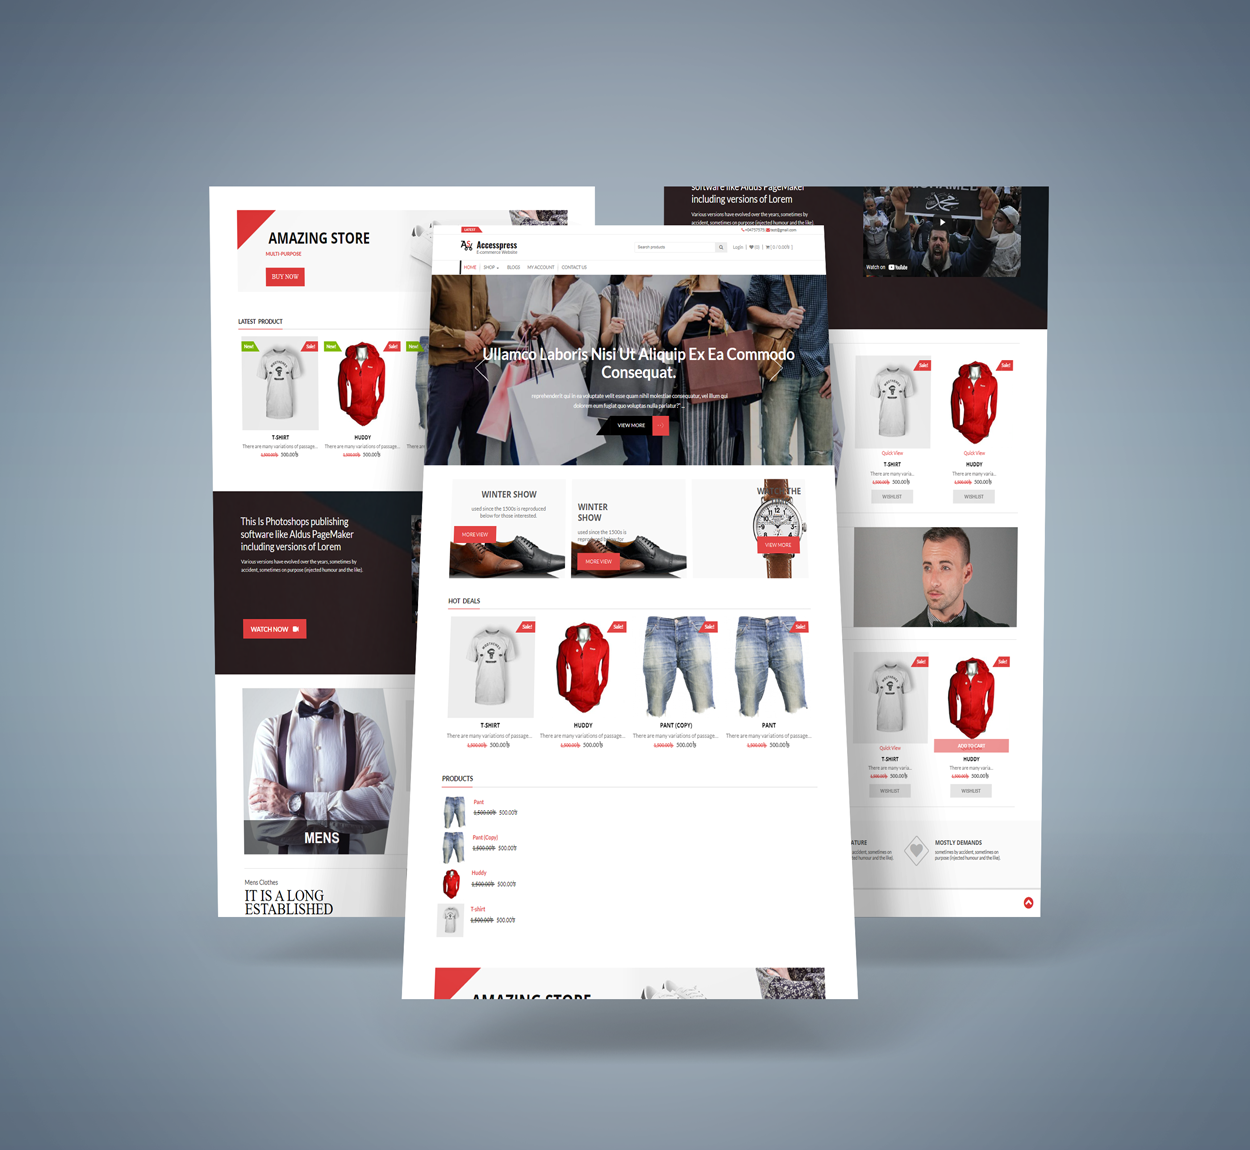 AMAZING STORE
MULTI-PURPOSE
BUY NOW
LATEST PRODUCT
New!
Sale!
New!
Sale!
T-SHIRT
HUDDY
There are many variations of passage...
There are many variations of passage...
1,500.00
500.00
1,500.00
500.00
This Is Photoshops publishing
software like Aldus PageMaker
including versions of Lorem
Various versions have evolved over the years, sometimes by
accident, sometimes on purpose (injected humour and the like).
WATCH NOW
MENS
Mens Clothes
IT IS A LONG
ESTABLISHED
LATEST
Accesspress
E-commerce Website
Search products
Login | (0) | [ 0 / 0.00 ]
HOME | SHOP | BLOGS | MY ACCOUNT | CONTACT US
Ullamco Laboris Nisi Ut Aliquip Ex Ea Commodo
Consequat.
reprehenderit qui in ea voluptate velit esse quam nihil molestiae consequatur, vel illum qui
dolorem eum fugiat quo voluptas nulla pariatur?"...
VIEW MORE
WINTER SHOW
used since the 1500s is reproduced
below for those interested.
MORE VIEW
WINTER
SHOW
used since the 1500s is
reproduced below for
MORE VIEW
WATCH THE
VIEW MORE
HOT DEALS
Sale!
Sale!
Sale!
Sale!
T-SHIRT
HUDDY
PANT (COPY)
PANT
There are many variations of passage...
There are many variations of passage...
There are many variations of passage...
There are many variations of passage...
1,500.00
500.00
1,500.00
500.00
1,500.00
500.00
1,500.00
500.00
PRODUCTS
Pant
1,500.00 500.00
Pant (Copy)
1,500.00 500.00
Huddy
1,500.00 500.00
T-shirt
1,500.00 500.00
AMAZING STORE
software like Aldus PageMaker
including versions of Lorem
Various versions have evolved over the years, sometimes by
accident, sometimes on purpose (injected humour and the like).
MOHAMED
محمد
Watch on YouTube
Sale!
Sale!
Quick View
Quick View
T-SHIRT
HUDDY
There are many varia...
There are many varia...
1,500.00
500.00
1,500.00
500.00
WISHLIST
WISHLIST
Sale!
Sale!
Quick View
ADD TO CART
T-SHIRT
HUDDY
There are many varia...
There are many varia...
1,500.00
500.00
1,500.00
500.00
WISHLIST
WISHLIST
ATURE
accident, sometimes on
ted humour and the like).
MOSTLY DEMANDS
sometimes by accident, sometimes on
purpose (injected humour and the like).